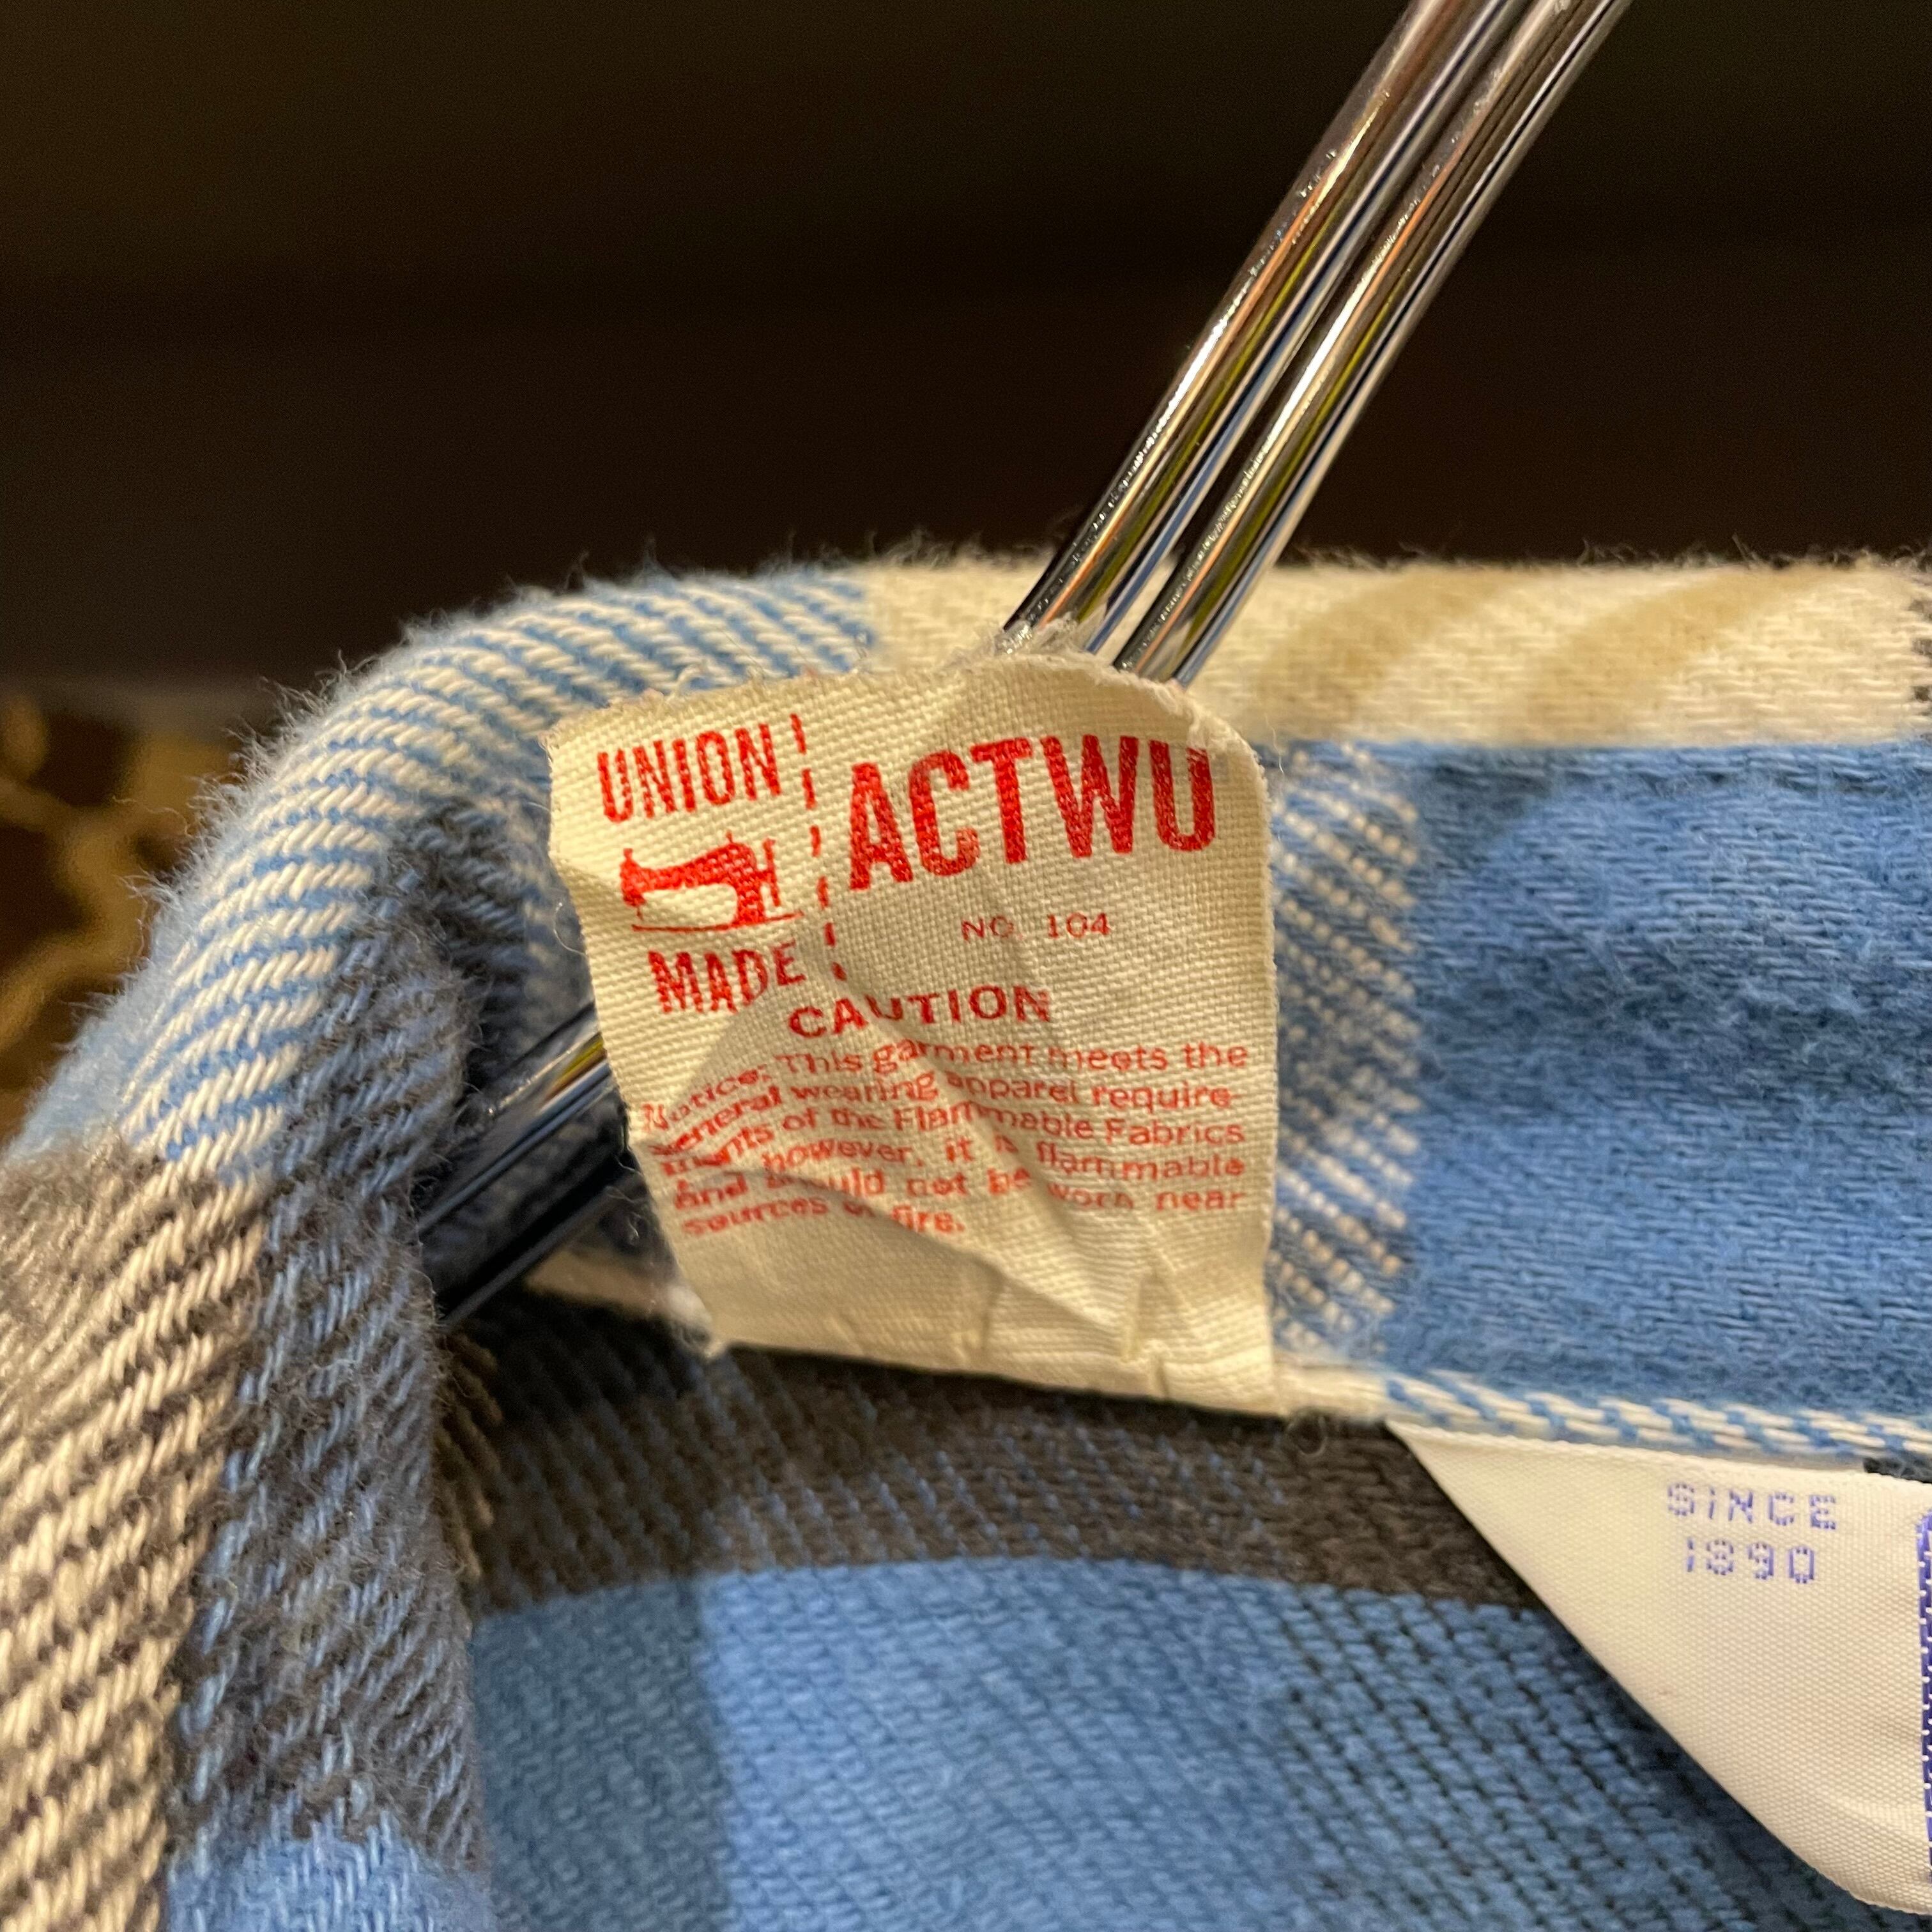 UNION
MADE
ACTWU
NO. 104
CAUTION
Notice: This garment meets the
general wearing apparel require-
ments of the Flammable Fabrics
however, it is flammable
and should not be worn near
sources of fire.
SINCE
1890